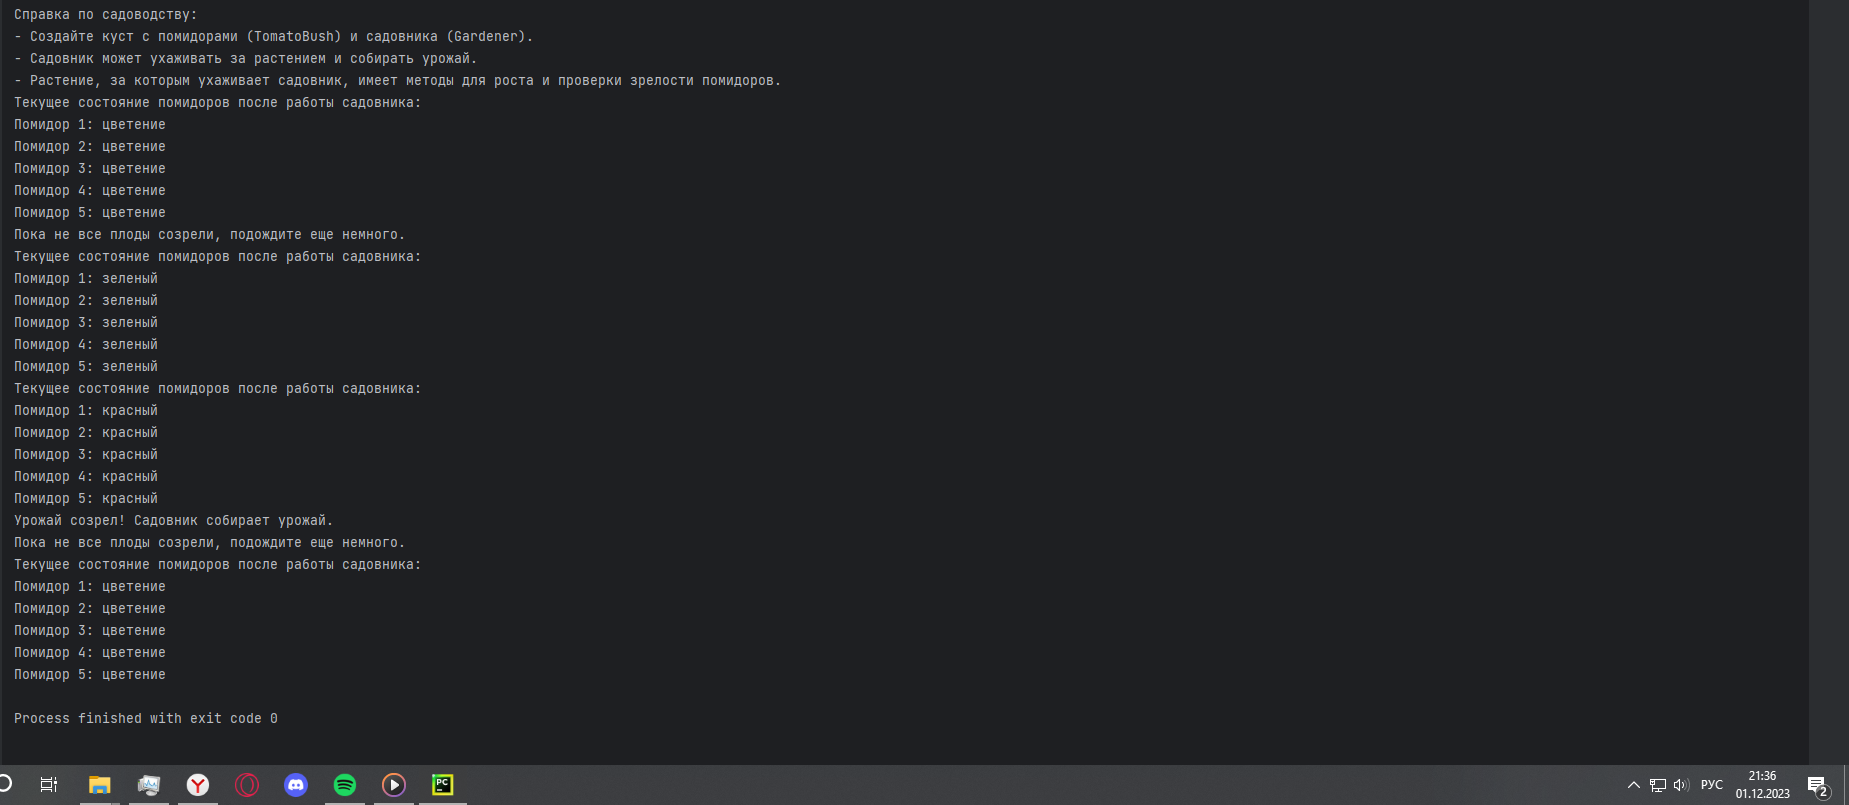 Справка по садоводству:
- Создайте куст с помидорами (TomatoBush) и садовника (Gardener).
- Садовник может ухаживать за растением и собирать урожай.
- Растение, за которым ухаживает садовник, имеет методы для роста и проверки зрелости помидоров.
Текущее состояние помидоров после работы садовника:
Помидор 1: цветение
Помидор 2: цветение
Помидор 3: цветение
Помидор 4: цветение
Помидор 5: цветение
Пока не все плоды созрели, подождите еще немного.
Текущее состояние помидоров после работы садовника:
Помидор 1: зеленый
Помидор 2: зеленый
Помидор 3: зеленый
Помидор 4: зеленый
Помидор 5: зеленый
Текущее состояние помидоров после работы садовника:
Помидор 1: красный
Помидор 2: красный
Помидор 3: красный
Помидор 4: красный
Помидор 5: красный
Урожай созрел! Садовник собирает урожай.
Пока не все плоды созрели, подождите еще немного.
Текущее состояние помидоров после работы садовника:
Помидор 1: цветение
Помидор 2: цветение
Помидор 3: цветение
Помидор 4: цветение
Помидор 5: цветение
Process finished with exit code 0
PC
РУС
21:36
01.12.2023
2